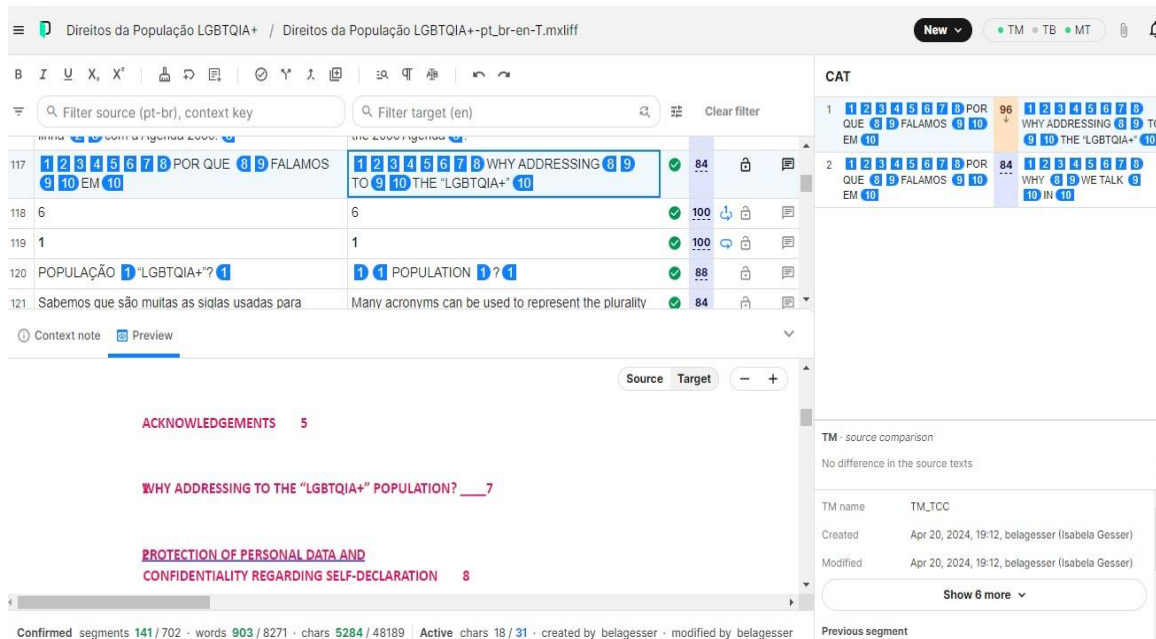 Direitos da População LGBTQIA+ / Direitos da População LGBTQIA+-pt_br-en-T.mxliff
New
TM TB MT
B I U X, X²
Filter source (pt-br), context key
Filter target (en)
Clear filter
117 1 2 3 4 5 6 7 8 POR QUE 8 9 FALAMOS
9 10 EM 10
1 2 3 4 5 6 7 8 WHY ADDRESSING 8 9
TO 9 10 THE “LGBTQIA+” 10
84
118 6 6 100
119 1 1 100
120 POPULAÇÃO 1 “LGBTQIA+”? 1 1 1 POPULATION 1 ? 1 88
121 Sabemos que são muitas as siglas usadas para Many acronyms can be used to represent the plurality 84
Context note Preview
Source Target − +
ACKNOWLEDGEMENTS 5
WHY ADDRESSING TO THE “LGBTQIA+” POPULATION? ____7
PROTECTION OF PERSONAL DATA AND
CONFIDENTIALITY REGARDING SELF-DECLARATION 8
Confirmed segments 141 / 702 · words 903 / 8271 · chars 5284 / 48189 Active chars 18 / 31 · created by belagesser · modified by belagesser
CAT
1 1 2 3 4 5 6 7 8 POR
QUE 8 9 FALAMOS 9 10
EM 10
96
1 2 3 4 5 6 7 8
WHY ADDRESSING 8 9 TO
9 10 THE “LGBTQIA+” 10
2 1 2 3 4 5 6 7 8 POR
QUE 8 9 FALAMOS 9 10
EM 10
84
1 2 3 4 5 6 7 8
WHY 8 9 WE TALK 9
10 IN 10
TM - source comparison
No difference in the source texts
TM name TM_TCC
Created Apr 20, 2024, 19:12, belagesser (Isabela Gesser)
Modified Apr 20, 2024, 19:12, belagesser (Isabela Gesser)
Show 6 more
Previous segment